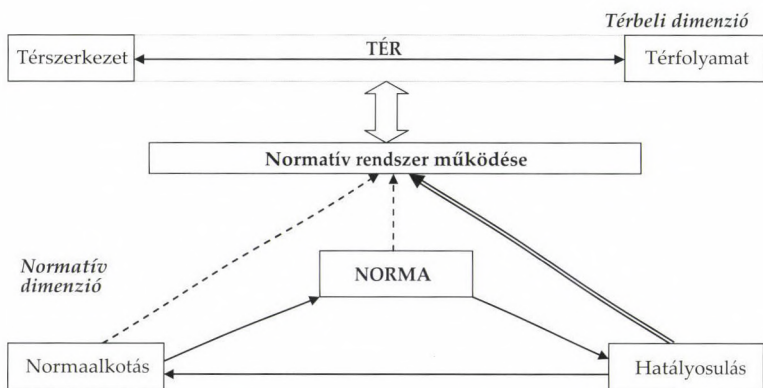 Térbeli dimenzió
Térszerkezet
TÉR
Térfolyamat
Normatív rendszer működése
Normatív
dimenzió
NORMA
Normaalkotás
Hatályosulás